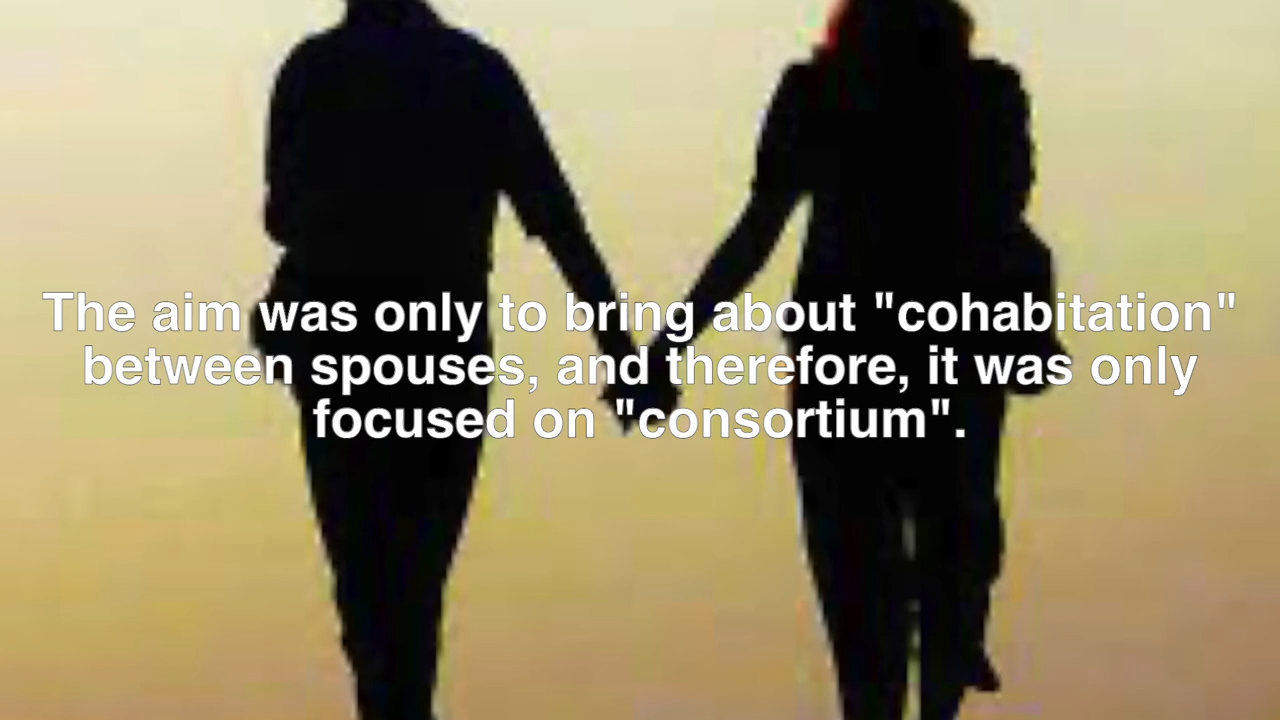 The aim was only to bring about "cohabitation"
between spouses, and therefore, it was only
focused on "consortium".